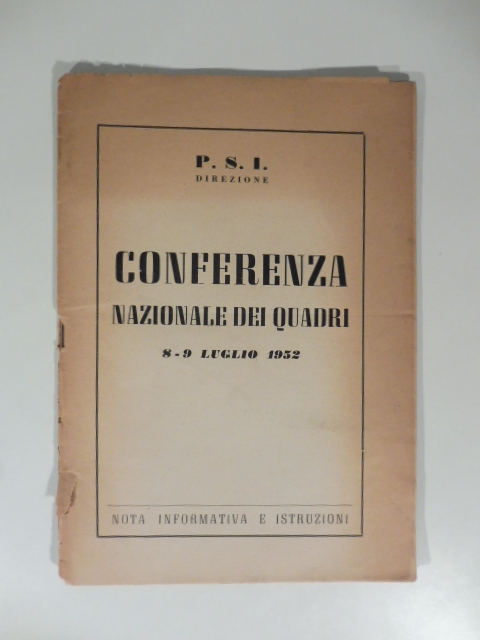 P. S. I.
DIREZIONE
CONFERENZA
NAZIONALE DEI QUADRI
8-9 LUGLIO 1952
NOTA INFORMATIVA E ISTRUZIONI